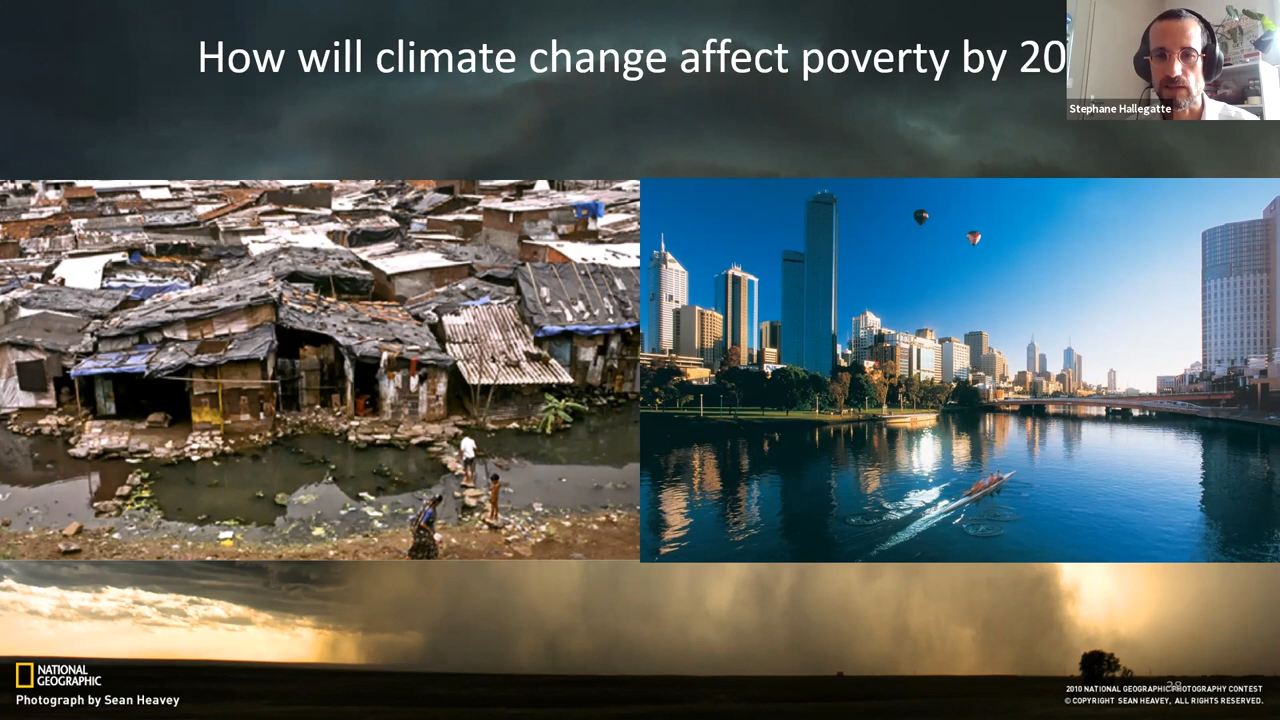 How will climate change affect poverty by 20
Stephane Hallegatte
NATIONAL
GEOGRAPHIC
Photograph by Sean Heavey
28
2010 NATIONAL GEOGRAPHIC PHOTOGRAPHY CONTEST
© COPYRIGHT SEAN HEAVEY, ALL RIGHTS RESERVED.